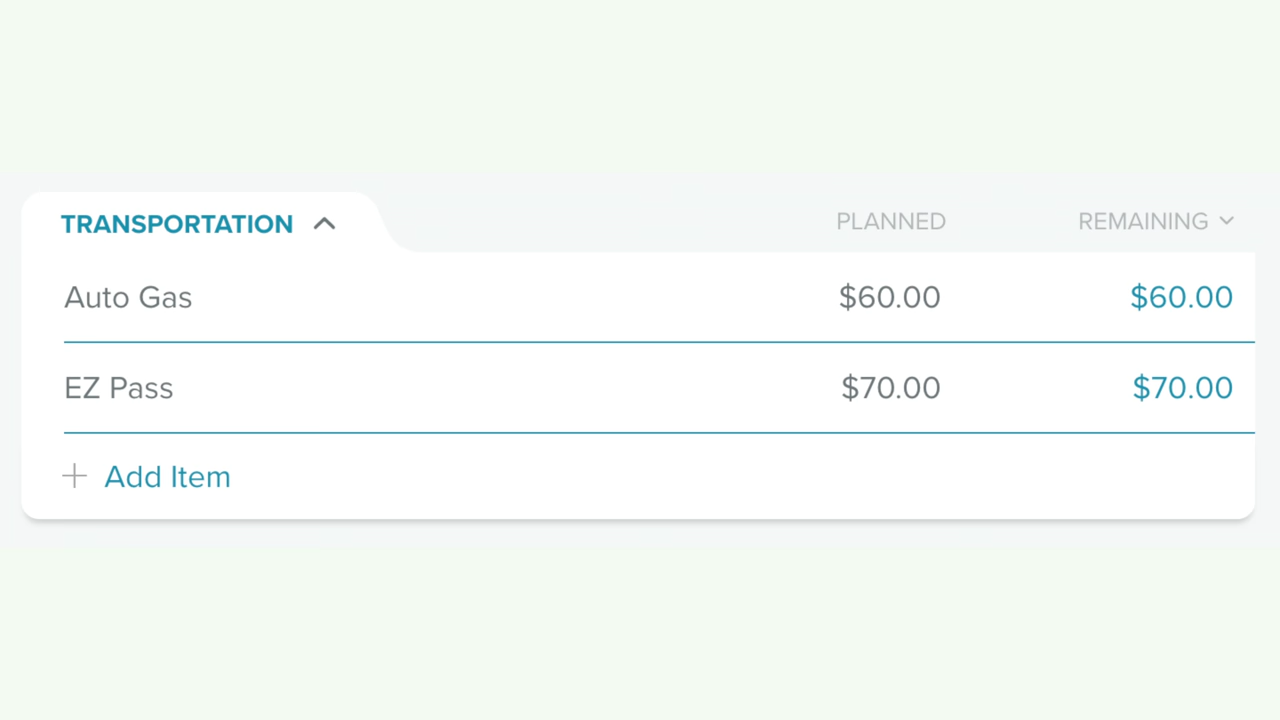 TRANSPORTATION PLANNED REMAINING
Auto Gas $60.00 $60.00
EZ Pass $70.00 $70.00
+ Add Item